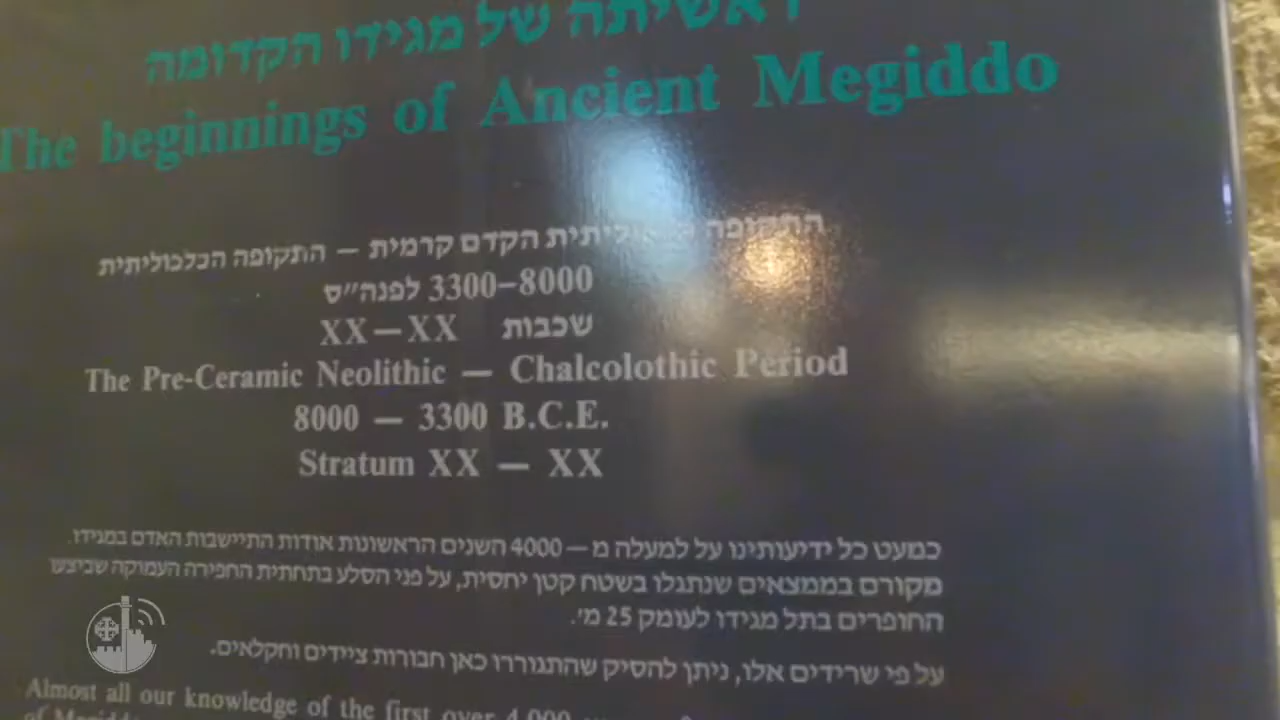 ראשיתה של מגידו הקדומה
The beginnings of Ancient Megiddo
התקופה הקדם קרמית — התקופה הכלכוליתית
8000–3300 לפנה"ס
שכבות XX — XX
The Pre-Ceramic Neolithic — Chalcolothic Period
8000 — 3300 B.C.E.
Stratum XX — XX
כמעט כל ידיעותינו על למעלה מ — 4000 השנים הראשונות אודות התיישבות האדם במגידו.
מקורם בממצאים שנתגלו בשטח קטן יחסית, על פני הסלע בתחתית החפירה העמוקה שביצעו
החופרים בתל מגידו לעומק 25 מ'.
על פי שרידים אלו, ניתן להסיק שהתגוררו כאן חבורות ציידים וחקלאים.
Almost all our knowledge of the first over 4,000
of